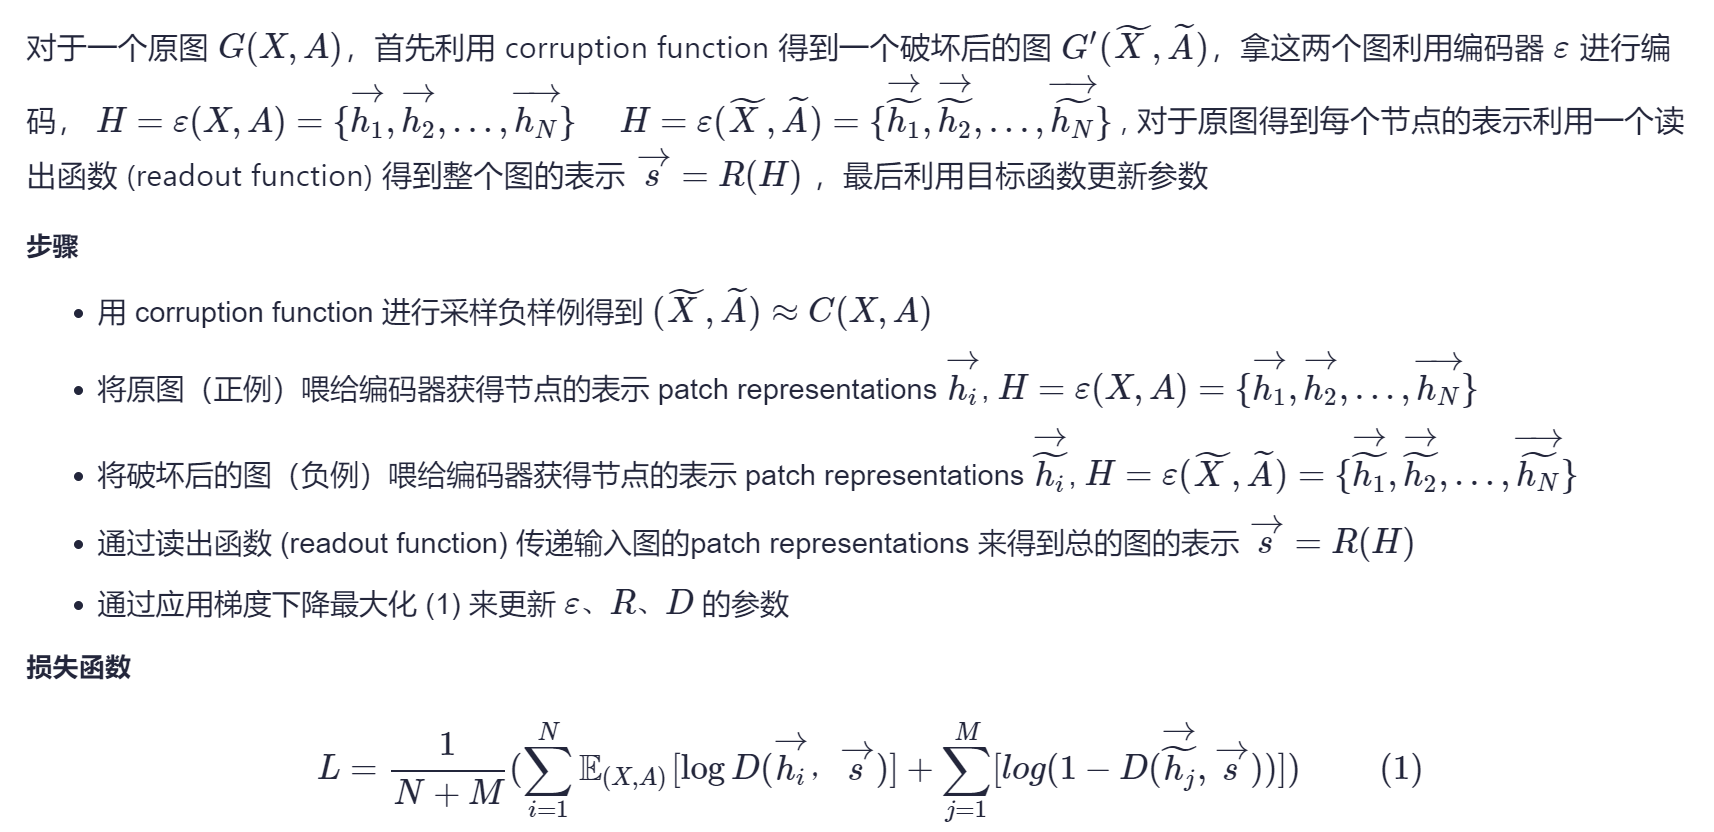 对于一个原图 $G(X, A)$，首先利用 corruption function 得到一个破坏后的图 $G'(\widetilde{X}, \widetilde{A})$，拿这两个图利用编码器 $\varepsilon$ 进行编
码， $H = \varepsilon(X, A) = \{\overrightarrow{h_1}, \overrightarrow{h_2}, \ldots, \overrightarrow{h_N}\}$ $H = \varepsilon(\widetilde{X}, \widetilde{A}) = \{\overrightarrow{\widetilde{h_1}}, \overrightarrow{\widetilde{h_2}}, \ldots, \overrightarrow{\widetilde{h_N}}\}$ , 对于原图得到每个节点的表示利用一个读
出函数 (readout function) 得到整个图的表示 $\overrightarrow{s} = R(H)$ ，最后利用目标函数更新参数
步骤
• 用 corruption function 进行采样负样例得到 $(\widetilde{X}, \widetilde{A}) \approx C(X, A)$
• 将原图（正例）喂给编码器获得节点的表示 patch representations $\overrightarrow{h_i}$, $H = \varepsilon(X, A) = \{\overrightarrow{h_1}, \overrightarrow{h_2}, \ldots, \overrightarrow{h_N}\}$
• 将破坏后的图（负例）喂给编码器获得节点的表示 patch representations $\overrightarrow{\widetilde{h_i}}$, $H = \varepsilon(\widetilde{X}, \widetilde{A}) = \{\overrightarrow{\widetilde{h_1}}, \overrightarrow{\widetilde{h_2}}, \ldots, \overrightarrow{\widetilde{h_N}}\}$
• 通过读出函数 (readout function) 传递输入图的patch representations 来得到总的图的表示 $\overrightarrow{s} = R(H)$
• 通过应用梯度下降最大化 (1) 来更新 $\varepsilon$、$R$、$D$ 的参数
损失函数
$L = \frac{1}{N+M}(\sum_{i=1}^{N} \mathbb{E}_{(X,A)}[\log D(\overrightarrow{h_i}，\overrightarrow{s})] + \sum_{j=1}^{M}[log(1 - D(\overrightarrow{\widetilde{h_j}}, \overrightarrow{s}))])$ (1)